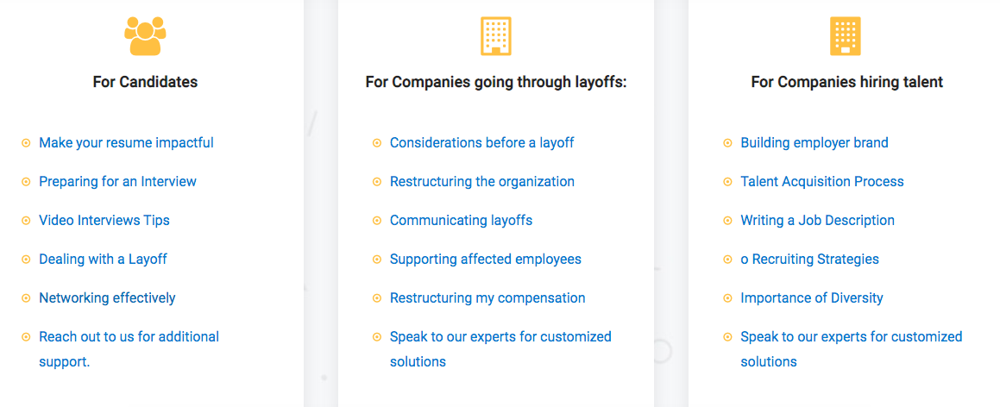 For Candidates
Make your resume impactful
Preparing for an Interview
Video Interviews Tips
Dealing with a Layoff
Networking effectively
Reach out to us for additional
support.
For Companies going through layoffs:
Considerations before a layoff
Restructuring the organization
Communicating layoffs
Supporting affected employees
Restructuring my compensation
Speak to our experts for customized
solutions
For Companies hiring talent
Building employer brand
Talent Acquisition Process
Writing a Job Description
o Recruiting Strategies
Importance of Diversity
Speak to our experts for customized
solutions